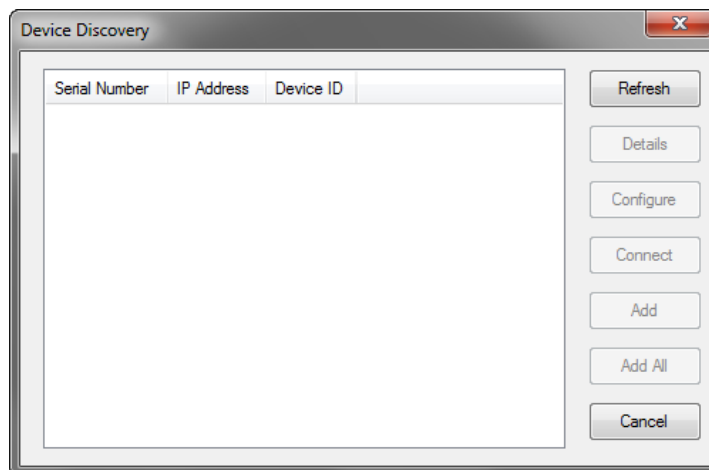 Device Discovery
Serial Number IP Address Device ID
Refresh
Details
Configure
Connect
Add
Add All
Cancel